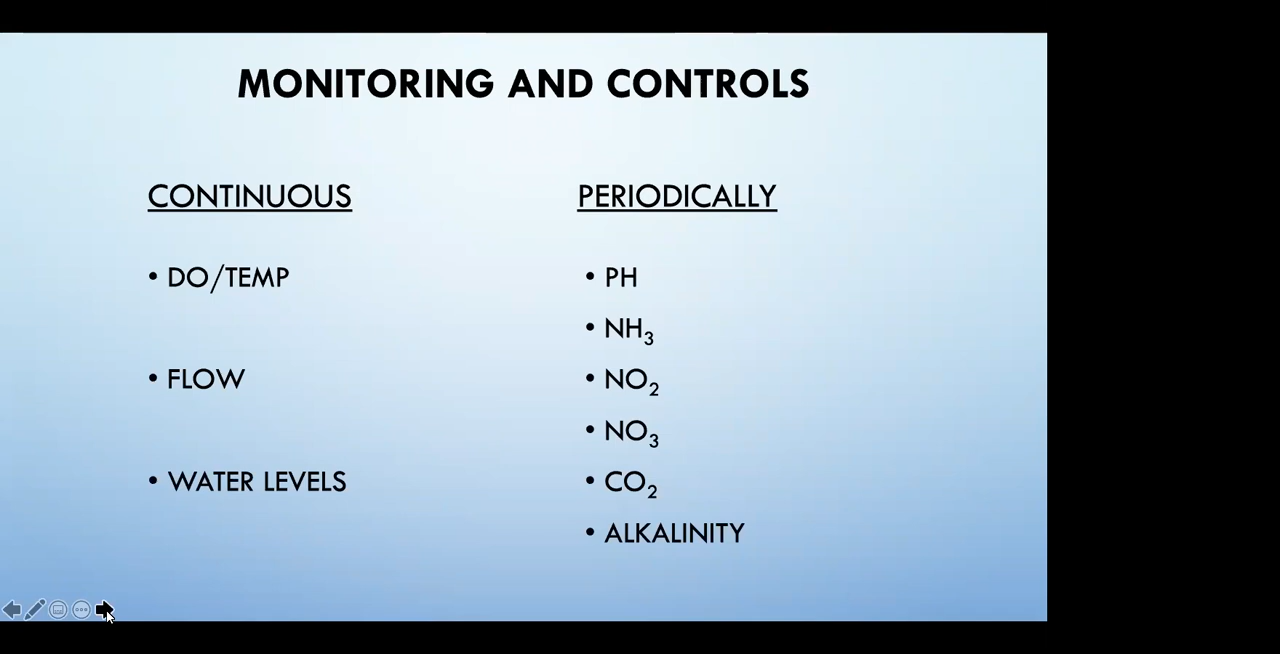 MONITORING AND CONTROLS
CONTINUOUS
• DO/TEMP
• FLOW
• WATER LEVELS
PERIODICALLY
• PH
• NH₃
• NO₂
• NO₃
• CO₂
• ALKALINITY